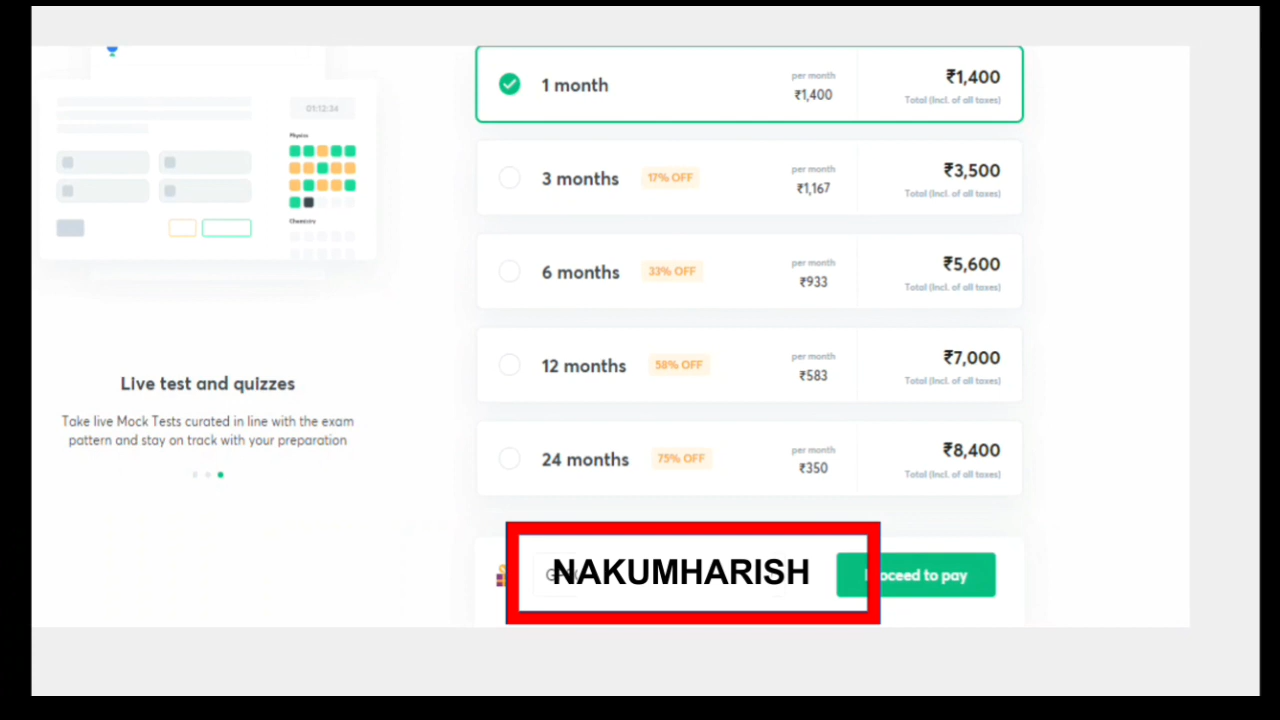 01:12:34
Physics
Chemistry
Live test and quizzes
Take live Mock Tests curated in line with the exam
pattern and stay on track with your preparation
1 month
per month
₹1,400
₹1,400
Total (Incl. of all taxes)
3 months
17% OFF
per month
₹1,167
₹3,500
Total (Incl. of all taxes)
6 months
33% OFF
per month
₹933
₹5,600
Total (Incl. of all taxes)
12 months
58% OFF
per month
₹583
₹7,000
Total (Incl. of all taxes)
24 months
75% OFF
per month
₹350
₹8,400
Total (Incl. of all taxes)
NAKUMHARISH
oceed to pay